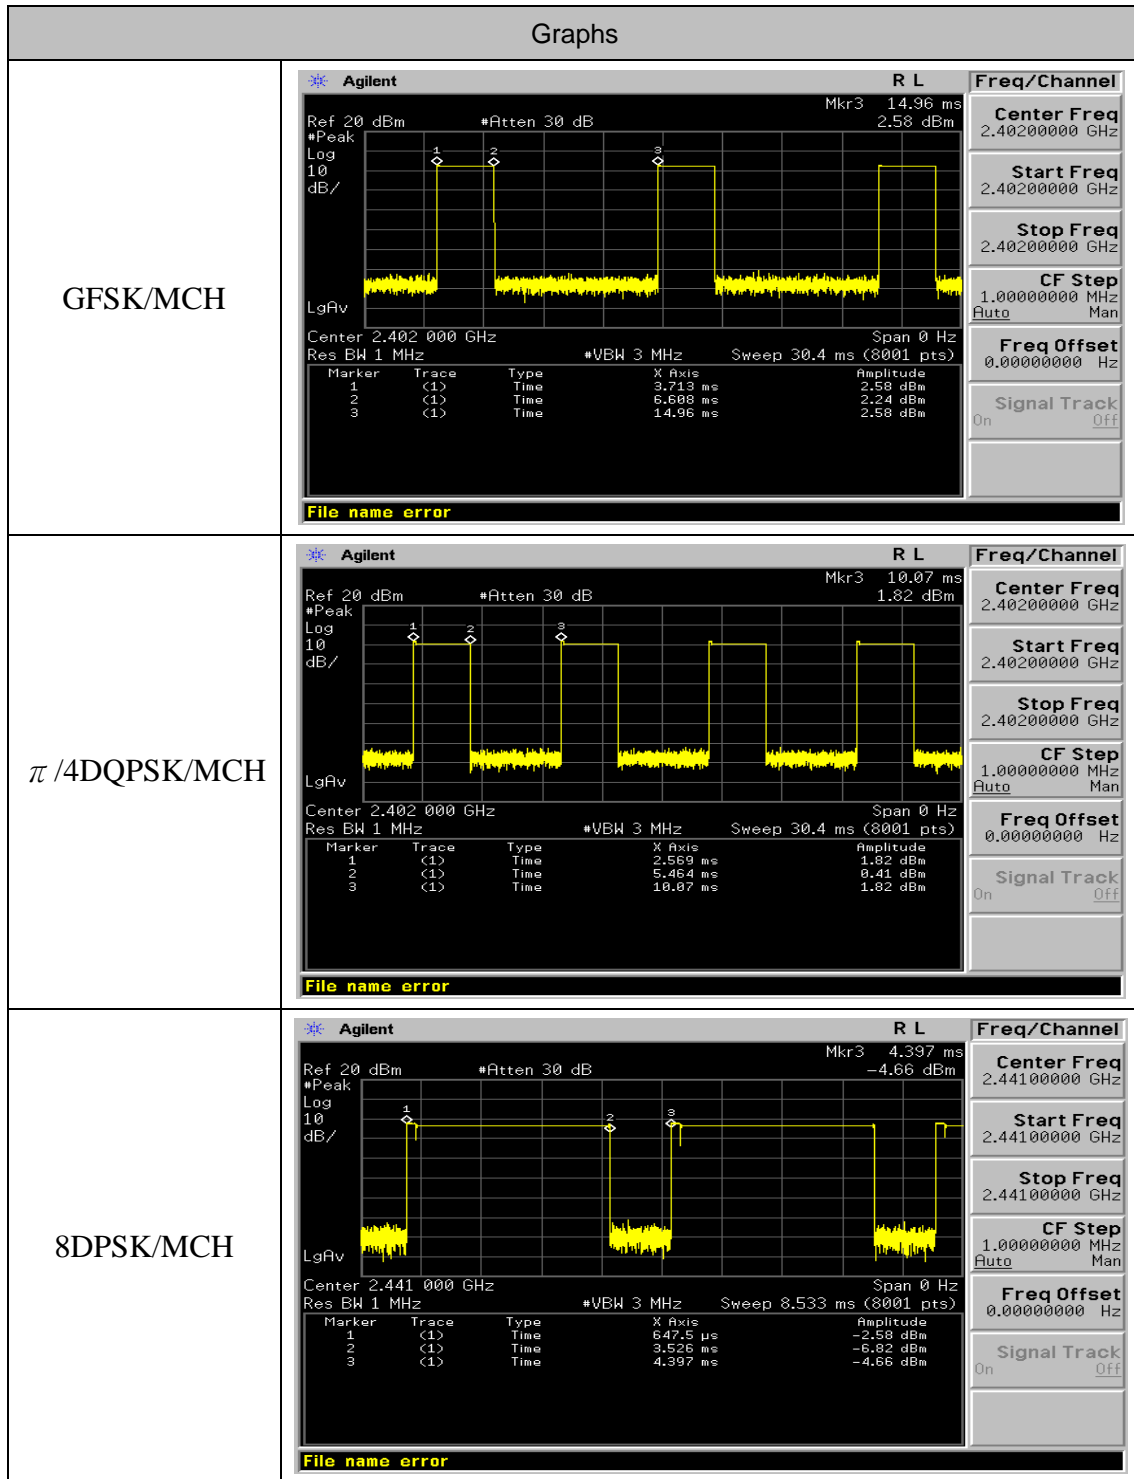 Graphs
GFSK/MCH
Agilent R L Freq/Channel
Mkr3 14.96 ms
Ref 20 dBm #Atten 30 dB 2.58 dBm
#Peak
Log
10
dB/
1 2 3
LgAv
Center 2.402 000 GHz Span 0 Hz
Res BW 1 MHz #VBW 3 MHz Sweep 30.4 ms (8001 pts)
Marker Trace Type X Axis Amplitude
1 (1) Time 3.713 ms 2.58 dBm
2 (1) Time 6.608 ms 2.24 dBm
3 (1) Time 14.96 ms 2.58 dBm
Center Freq
2.40200000 GHz
Start Freq
2.40200000 GHz
Stop Freq
2.40200000 GHz
CF Step
1.00000000 MHz
Auto Man
Freq Offset
0.00000000 Hz
Signal Track
On Off
File name error
π/4DQPSK/MCH
Agilent R L Freq/Channel
Mkr3 10.07 ms
Ref 20 dBm #Atten 30 dB 1.82 dBm
#Peak
Log
10
dB/
1 2 3
LgAv
Center 2.402 000 GHz Span 0 Hz
Res BW 1 MHz #VBW 3 MHz Sweep 30.4 ms (8001 pts)
Marker Trace Type X Axis Amplitude
1 (1) Time 2.569 ms 1.82 dBm
2 (1) Time 5.464 ms 0.41 dBm
3 (1) Time 10.07 ms 1.82 dBm
Center Freq
2.40200000 GHz
Start Freq
2.40200000 GHz
Stop Freq
2.40200000 GHz
CF Step
1.00000000 MHz
Auto Man
Freq Offset
0.00000000 Hz
Signal Track
On Off
File name error
8DPSK/MCH
Agilent R L Freq/Channel
Mkr3 4.397 ms
Ref 20 dBm #Atten 30 dB -4.66 dBm
#Peak
Log
10
dB/
1 2 3
LgAv
Center 2.441 000 GHz Span 0 Hz
Res BW 1 MHz #VBW 3 MHz Sweep 8.533 ms (8001 pts)
Marker Trace Type X Axis Amplitude
1 (1) Time 647.5 µs -2.58 dBm
2 (1) Time 3.526 ms -6.82 dBm
3 (1) Time 4.397 ms -4.66 dBm
Center Freq
2.44100000 GHz
Start Freq
2.44100000 GHz
Stop Freq
2.44100000 GHz
CF Step
1.00000000 MHz
Auto Man
Freq Offset
0.00000000 Hz
Signal Track
On Off
File name error